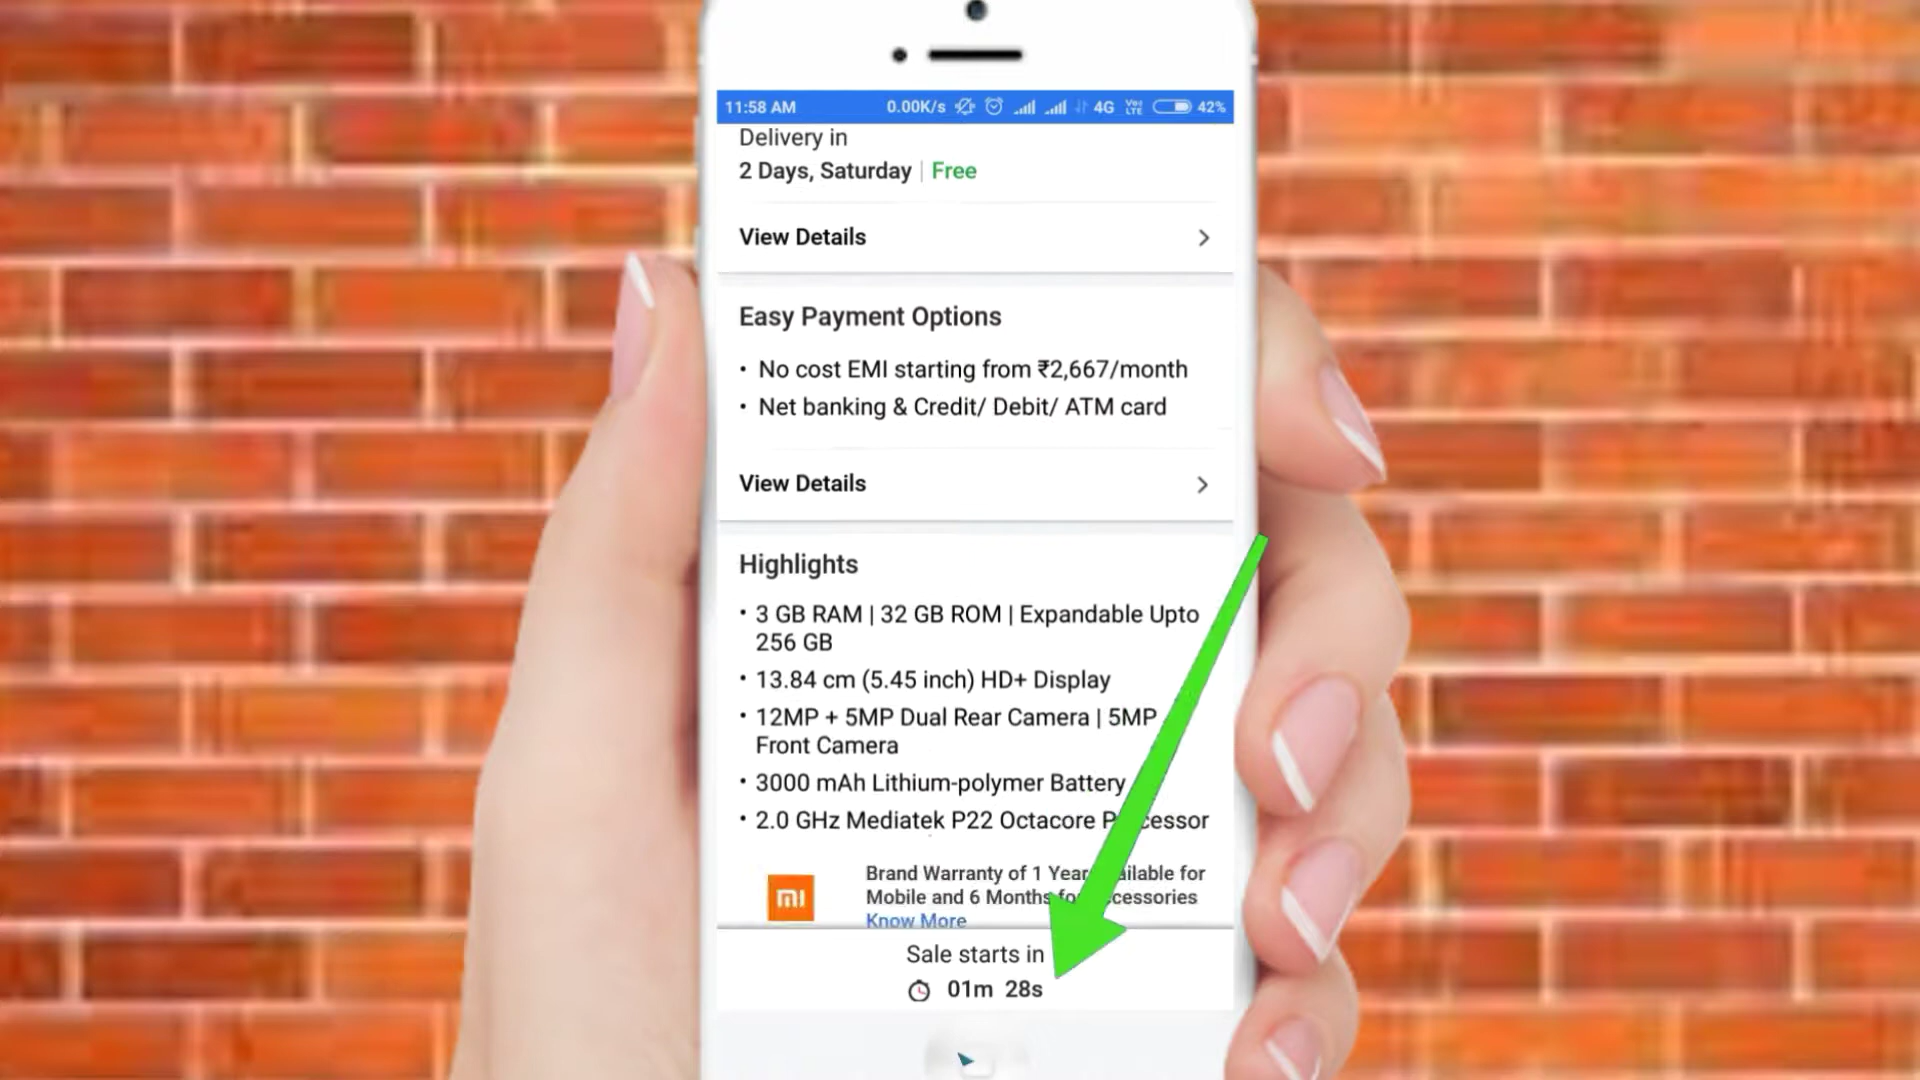 11:58 AM 0.00K/s 4G VoLTE 42%
Delivery in
2 Days, Saturday | Free
View Details
Easy Payment Options
• No cost EMI starting from ₹2,667/month
• Net banking & Credit/ Debit/ ATM card
View Details
Highlights
• 3 GB RAM | 32 GB ROM | Expandable Upto
256 GB
• 13.84 cm (5.45 inch) HD+ Display
• 12MP + 5MP Dual Rear Camera | 5MP
Front Camera
• 3000 mAh Lithium-polymer Battery
• 2.0 GHz Mediatek P22 Octacore
mi
Brand Warranty of 1 Year for
Mobile and 6 Months
Know More
Sale starts in
01m 28s